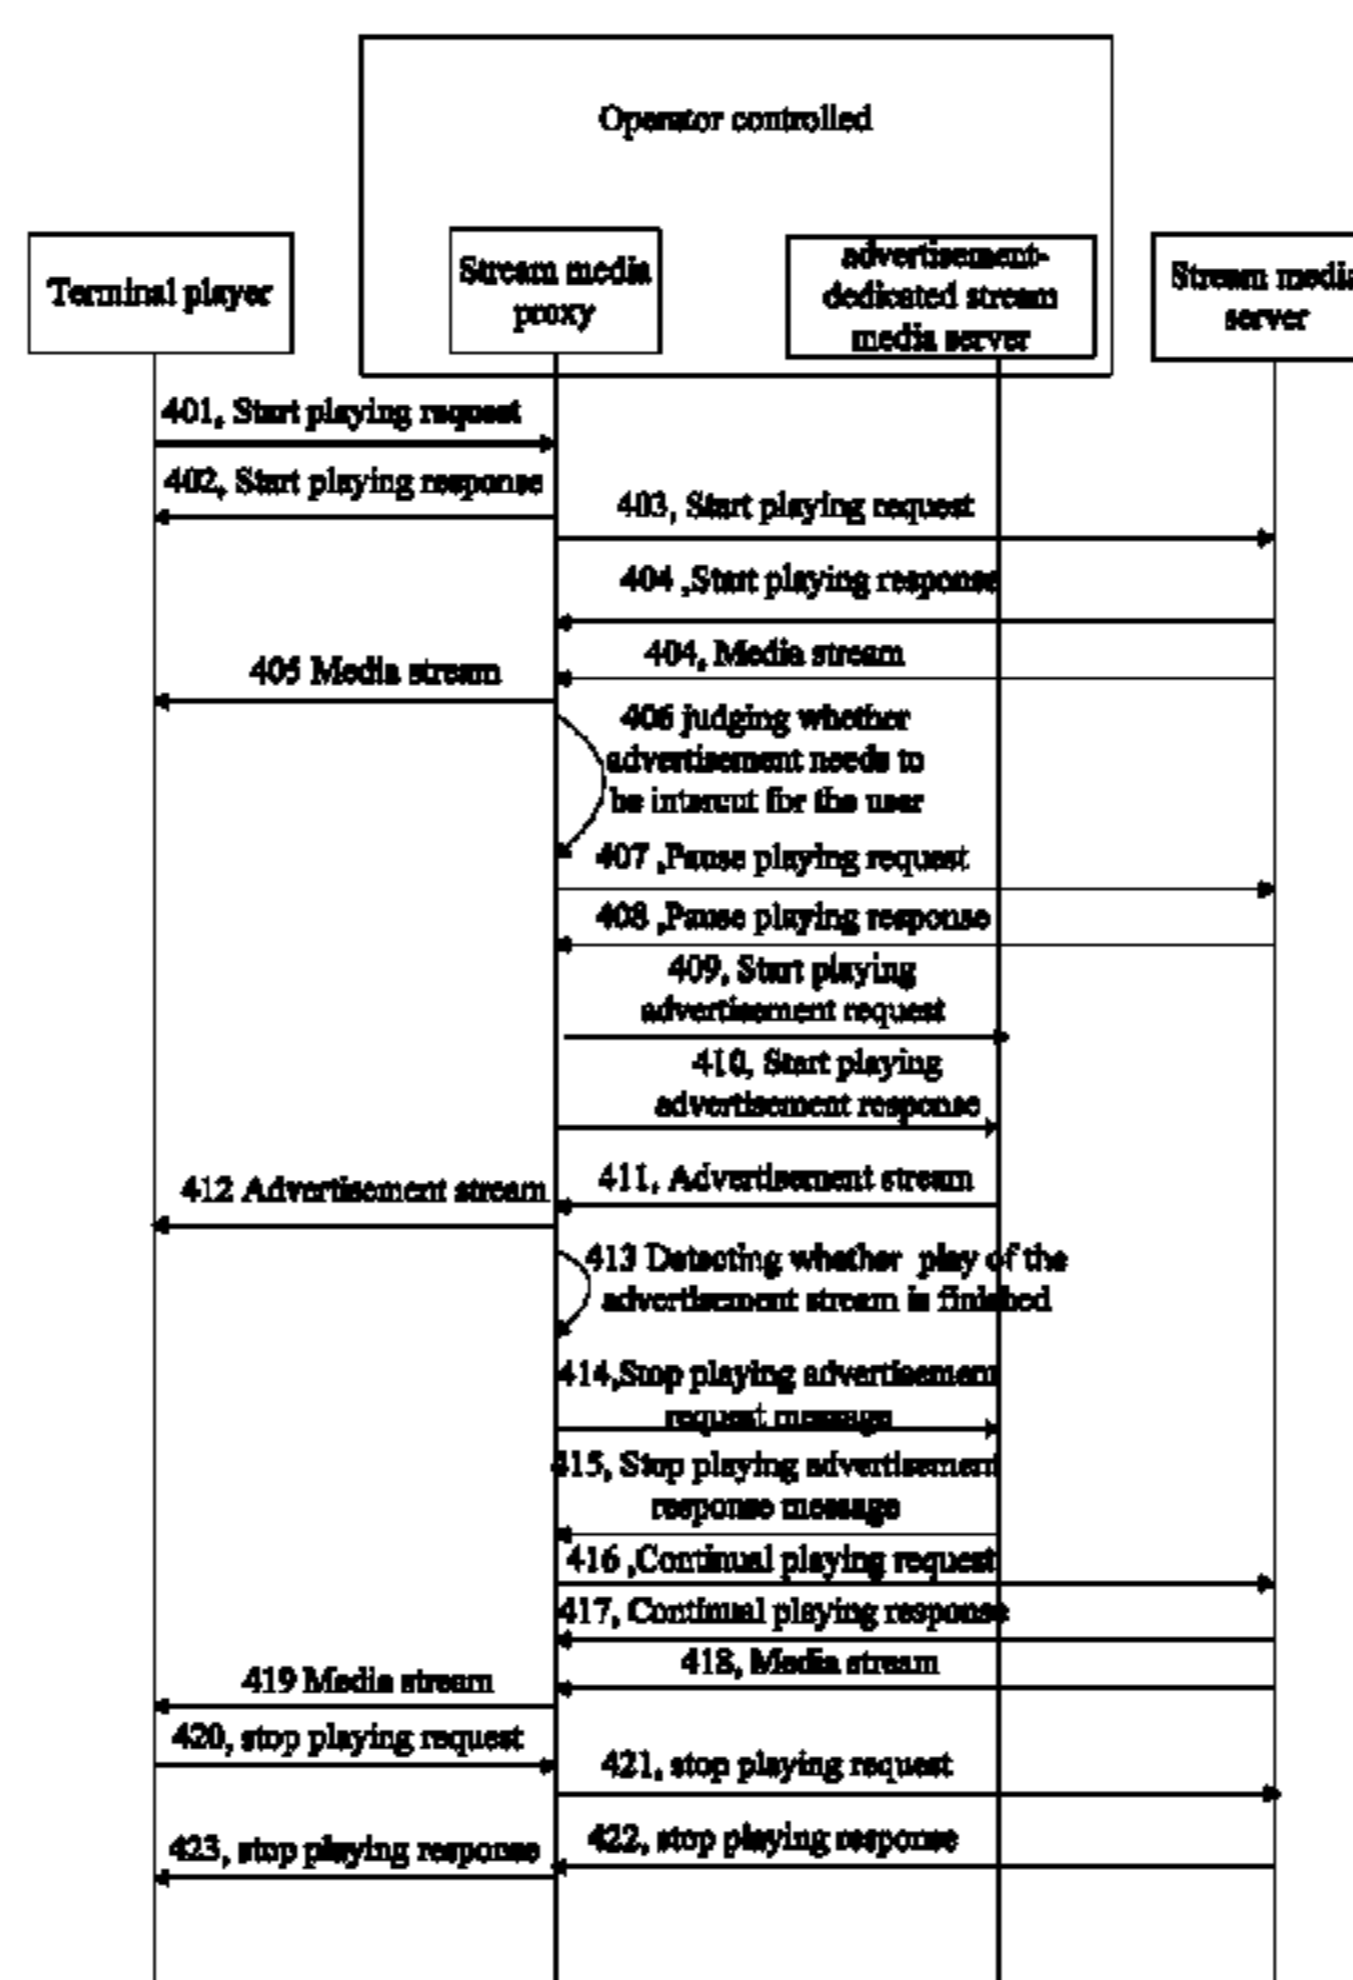 Operator controlled
Terminal player
Stream media
proxy
advertisement-
dedicated stream
media server
Stream media
server
401, Start playing request
402, Start playing response
403, Start playing request
404 ,Start playing response
404, Media stream
405 Media stream
406 judging whether
advertisement needs to
be intercut for the user
407 ,Pause playing request
408 ,Pause playing response
409, Start playing
advertisement request
410, Start playing
advertisement response
411, Advertisement stream
412 Advertisement stream
413 Detecting whether play of the
advertisement stream is finished
414,Stop playing advertisement
request message
415, Stop playing advertisement
response message
416 ,Continual playing request
417, Continual playing response
418, Media stream
419 Media stream
420, stop playing request
421, stop playing request
422, stop playing response
423, stop playing response